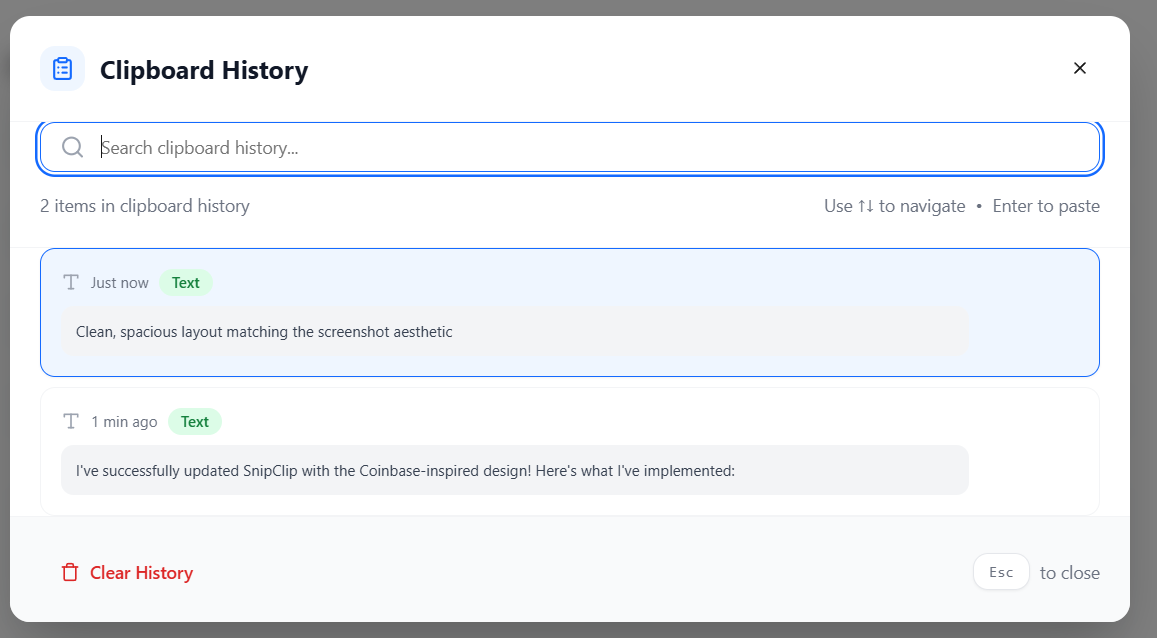 Clipboard History
Search clipboard history...
2 items in clipboard history
Use ↑↓ to navigate • Enter to paste
Just now Text
Clean, spacious layout matching the screenshot aesthetic
1 min ago Text
I've successfully updated SnipClip with the Coinbase-inspired design! Here's what I've implemented:
Clear History
Esc to close